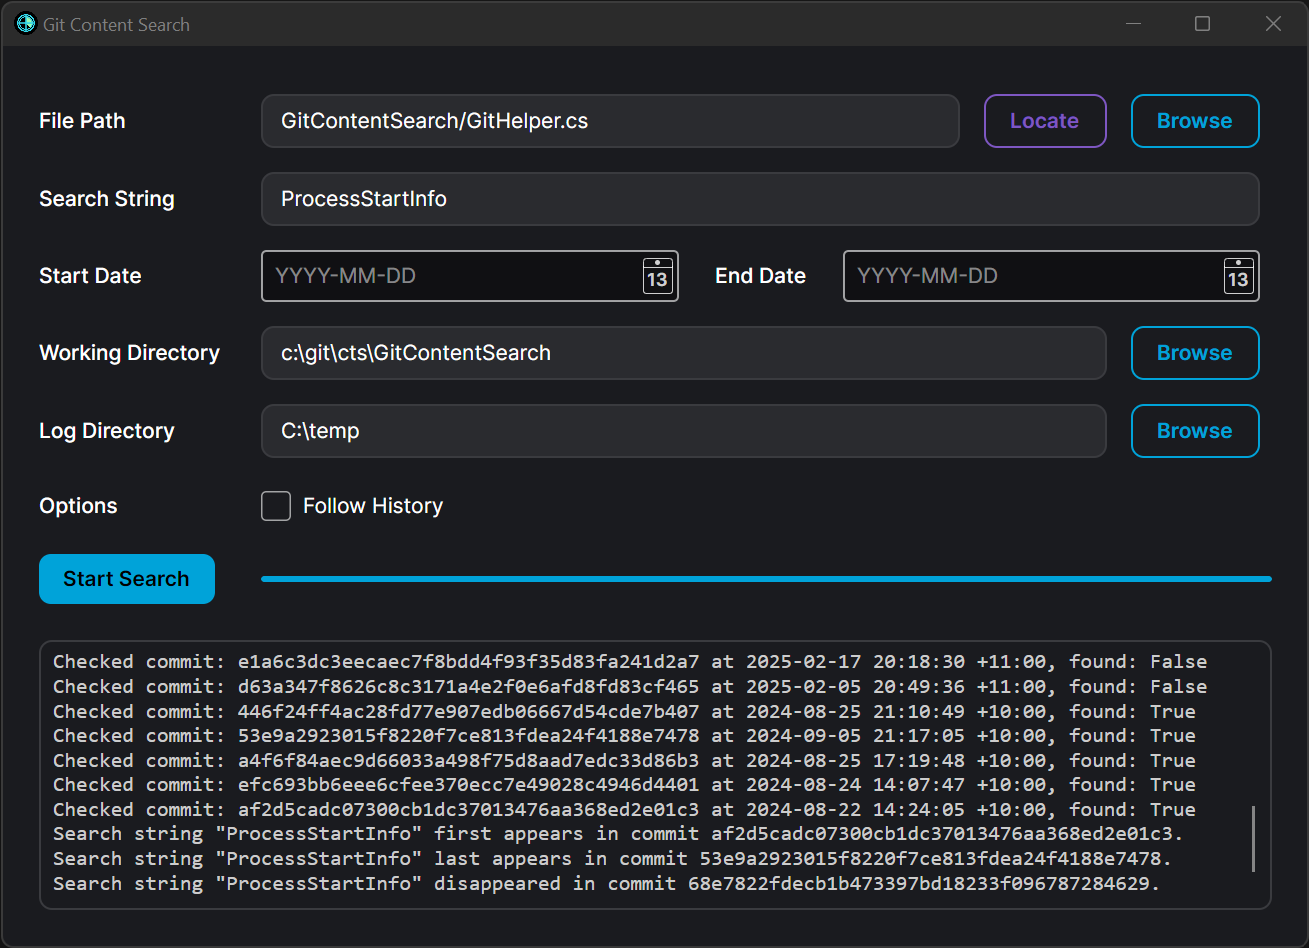 Git Content Search
File Path GitContentSearch/GitHelper.cs Locate Browse
Search String ProcessStartInfo
Start Date YYYY-MM-DD 13 End Date YYYY-MM-DD 13
Working Directory c:\git\cts\GitContentSearch Browse
Log Directory C:\temp Browse
Options Follow History
Start Search
Checked commit: e1a6c3dc3eecaec7f8bdd4f93f35d83fa241d2a7 at 2025-02-17 20:18:30 +11:00, found: False
Checked commit: d63a347f8626c8c3171a4e2f0e6afd8fd83cf465 at 2025-02-05 20:49:36 +11:00, found: False
Checked commit: 446f24ff4ac28fd77e907edb06667d54cde7b407 at 2024-08-25 21:10:49 +10:00, found: True
Checked commit: 53e9a2923015f8220f7ce813fdea24f4188e7478 at 2024-09-05 21:17:05 +10:00, found: True
Checked commit: a4f6f84aec9d66033a498f75d8aad7edc33d86b3 at 2024-08-25 17:19:48 +10:00, found: True
Checked commit: efc693bb6eee6cfee370ecc7e49028c4946d4401 at 2024-08-24 14:07:47 +10:00, found: True
Checked commit: af2d5cadc07300cb1dc37013476aa368ed2e01c3 at 2024-08-22 14:24:05 +10:00, found: True
Search string "ProcessStartInfo" first appears in commit af2d5cadc07300cb1dc37013476aa368ed2e01c3.
Search string "ProcessStartInfo" last appears in commit 53e9a2923015f8220f7ce813fdea24f4188e7478.
Search string "ProcessStartInfo" disappeared in commit 68e7822fdecb1b473397bd18233f096787284629.